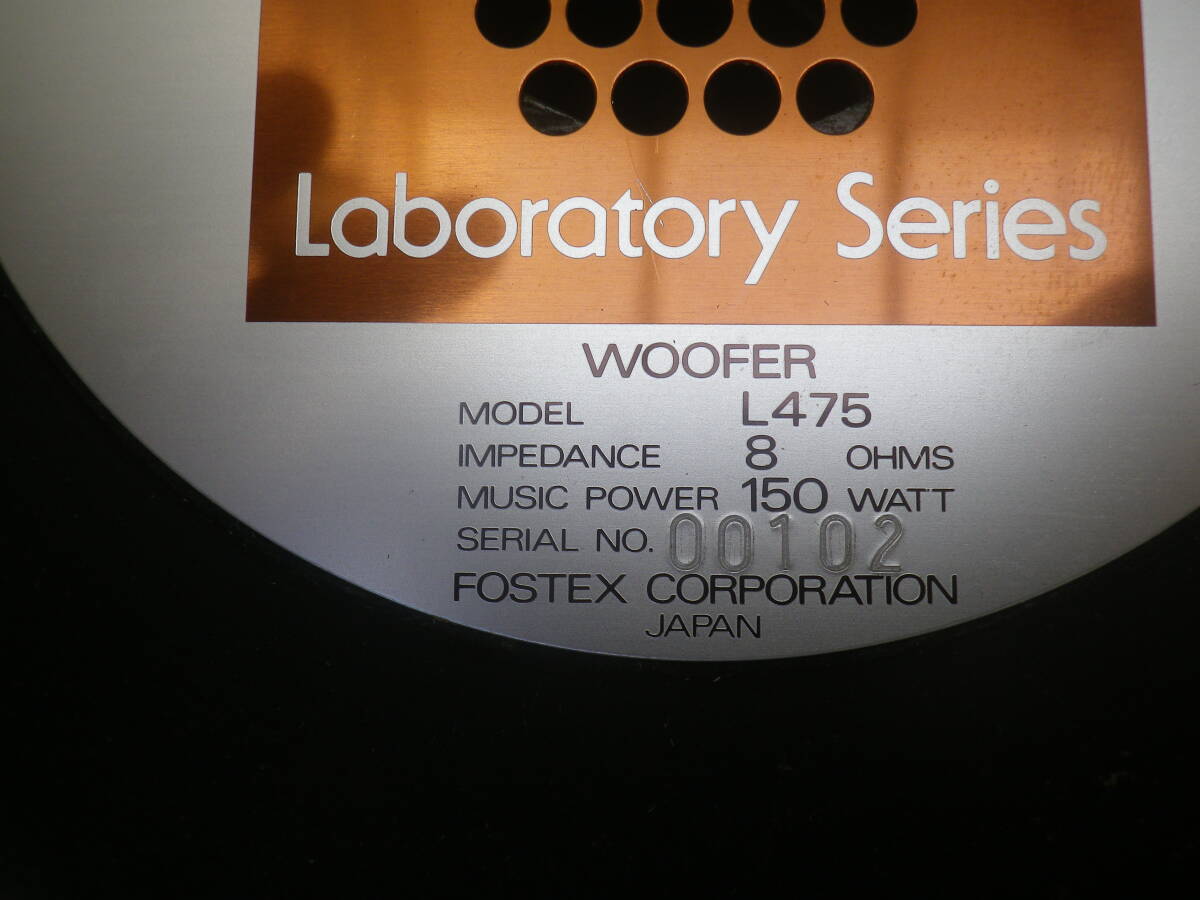 Laboratory Series
WOOFER
MODEL L475
IMPEDANCE 8 OHMS
MUSIC POWER 150 WATT
SERIAL NO. 00102
FOSTEX CORPORATION
JAPAN